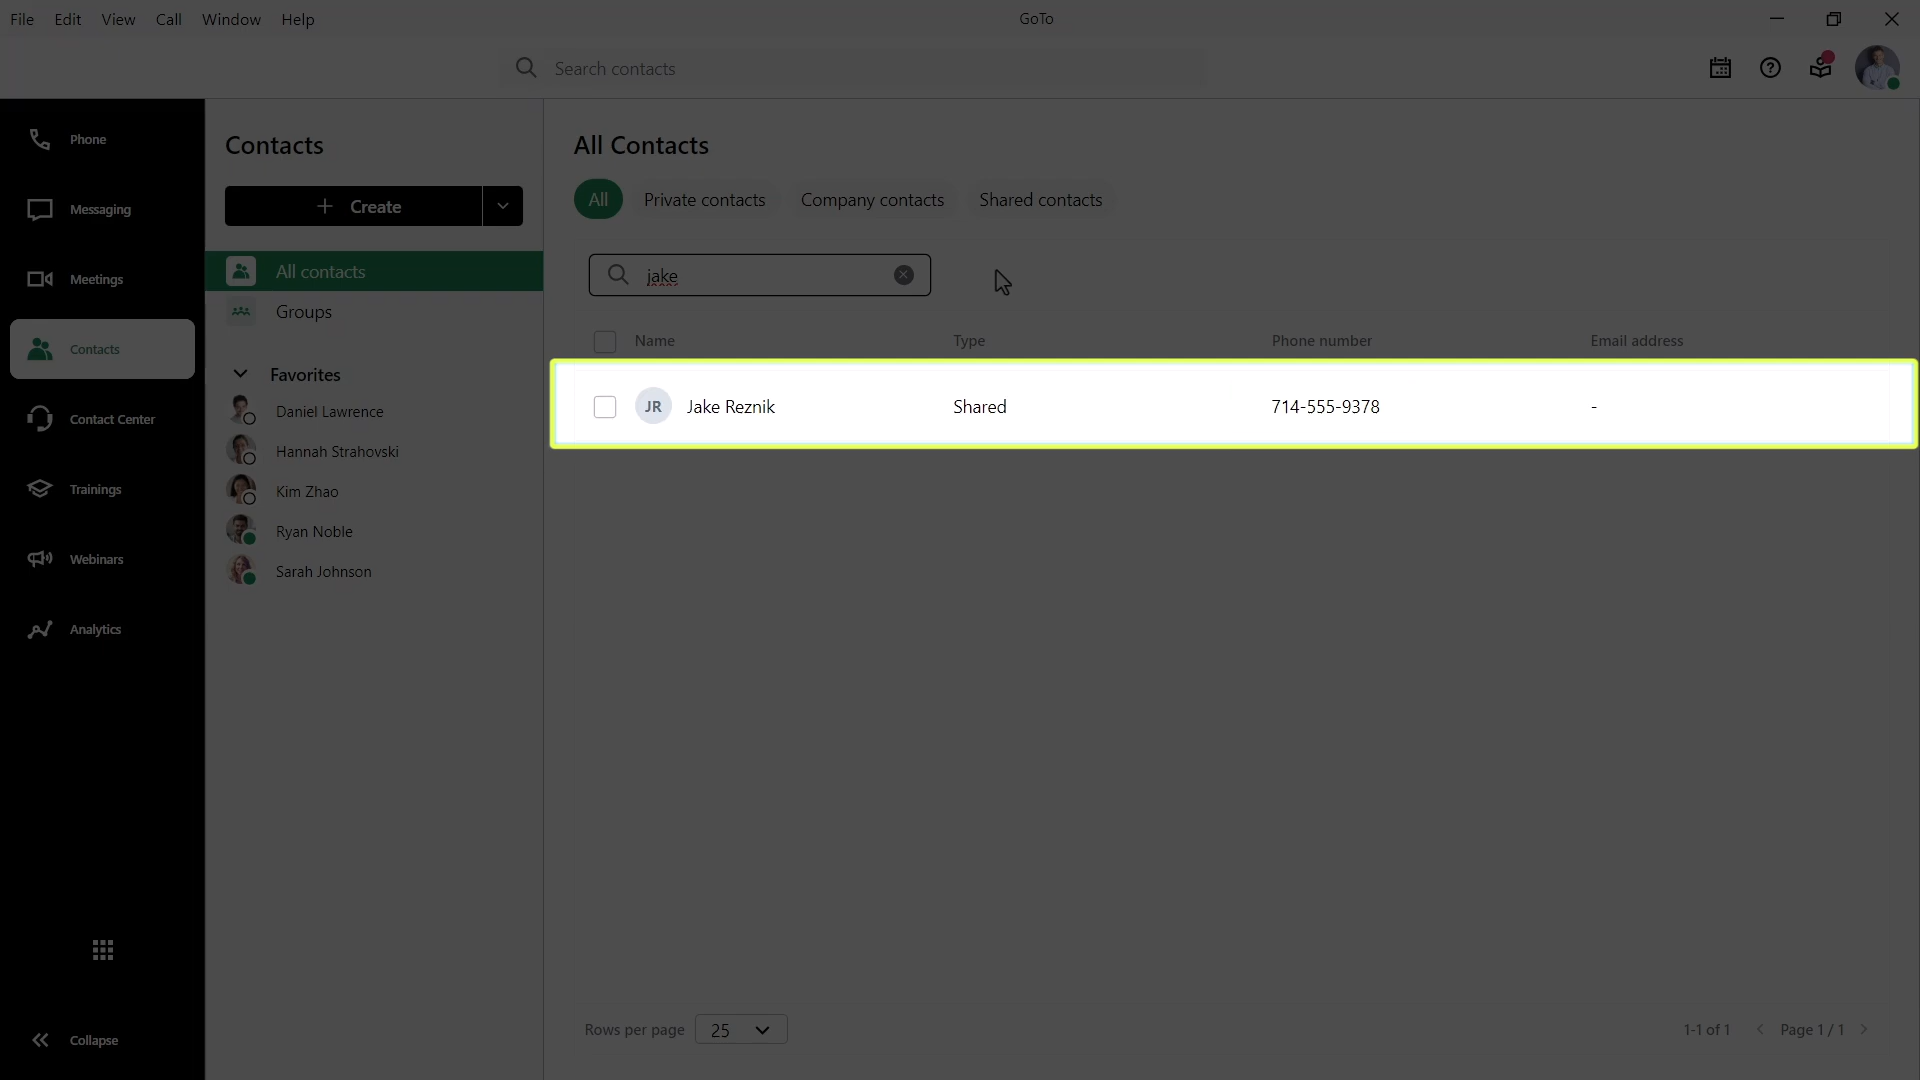 File Edit View Call Window Help
GoTo
Search contacts
Phone
Messaging
Meetings
Contacts
Contact Center
Trainings
Webinars
Analytics
Collapse
Contacts
+ Create
All contacts
Groups
Favorites
Daniel Lawrence
Hannah Strahovski
Kim Zhao
Ryan Noble
Sarah Johnson
All Contacts
All Private contacts Company contacts Shared contacts
jake
Name Type Phone number Email address
JR Jake Reznik Shared 714-555-9378 -
Rows per page 25
1-1 of 1 Page 1 / 1